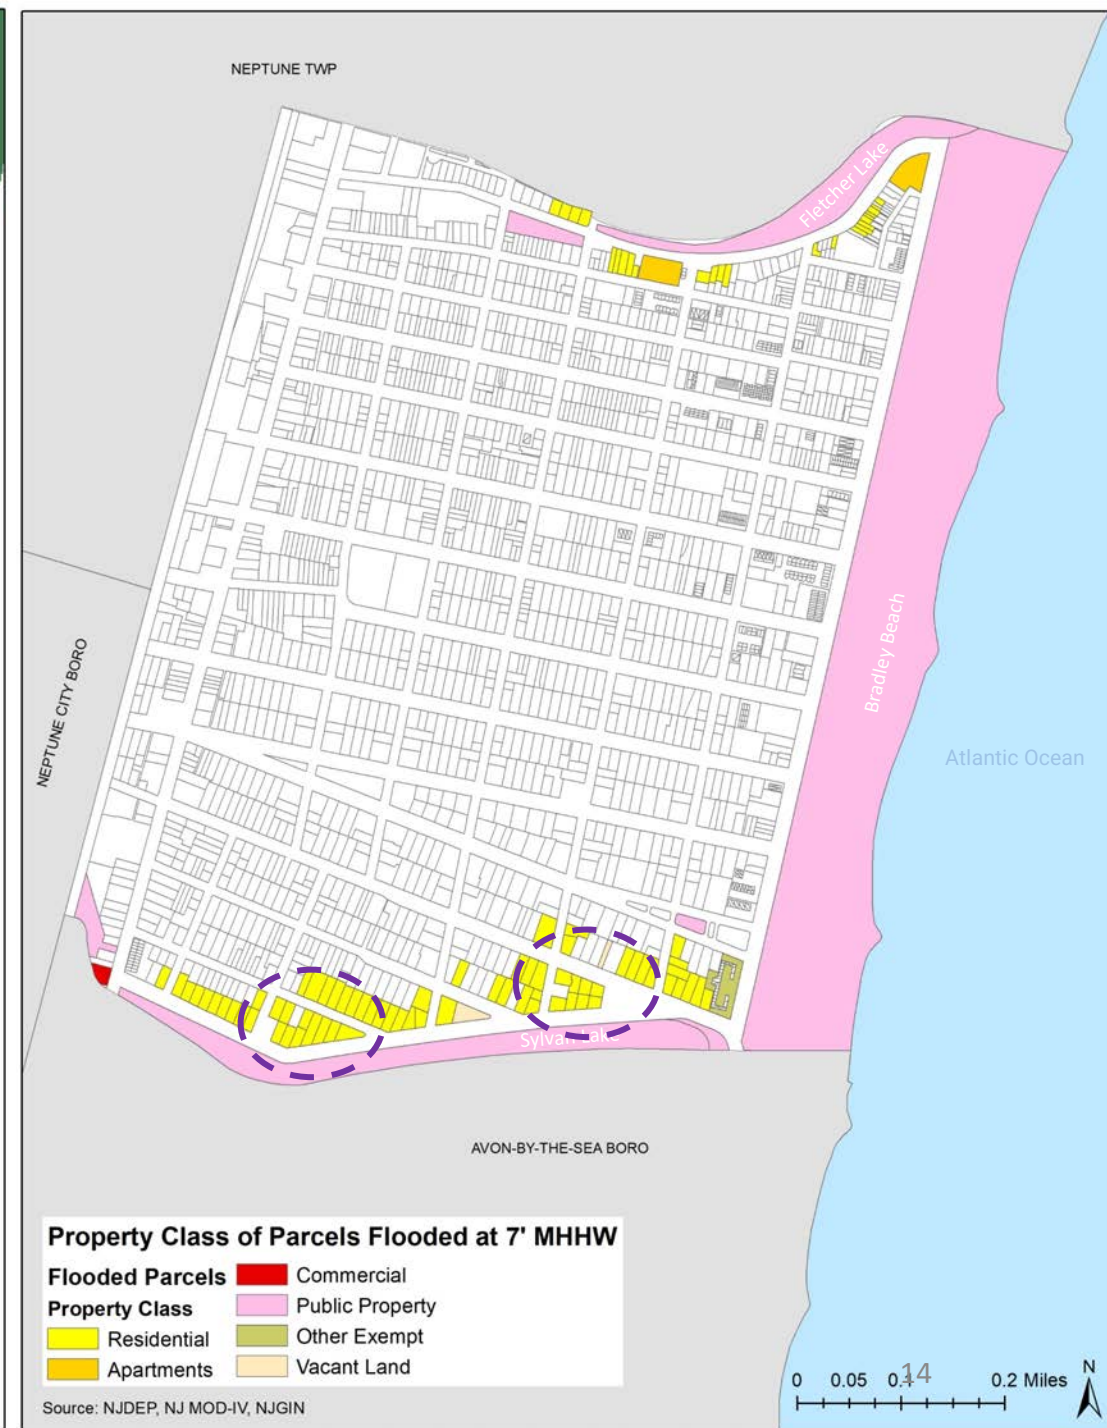 NEPTUNE TWP
Fletcher Lake
NEPTUNE CITY BORO
Bradley Beach
Atlantic Ocean
Sylvan Lake
AVON-BY-THE-SEA BORO
Property Class of Parcels Flooded at 7' MHHW
Flooded Parcels
Property Class
Residential
Apartments
Commercial
Public Property
Other Exempt
Vacant Land
Source: NJDEP, NJ MOD-IV, NJGIN
0 0.05 0.1 0.2 Miles
14
N